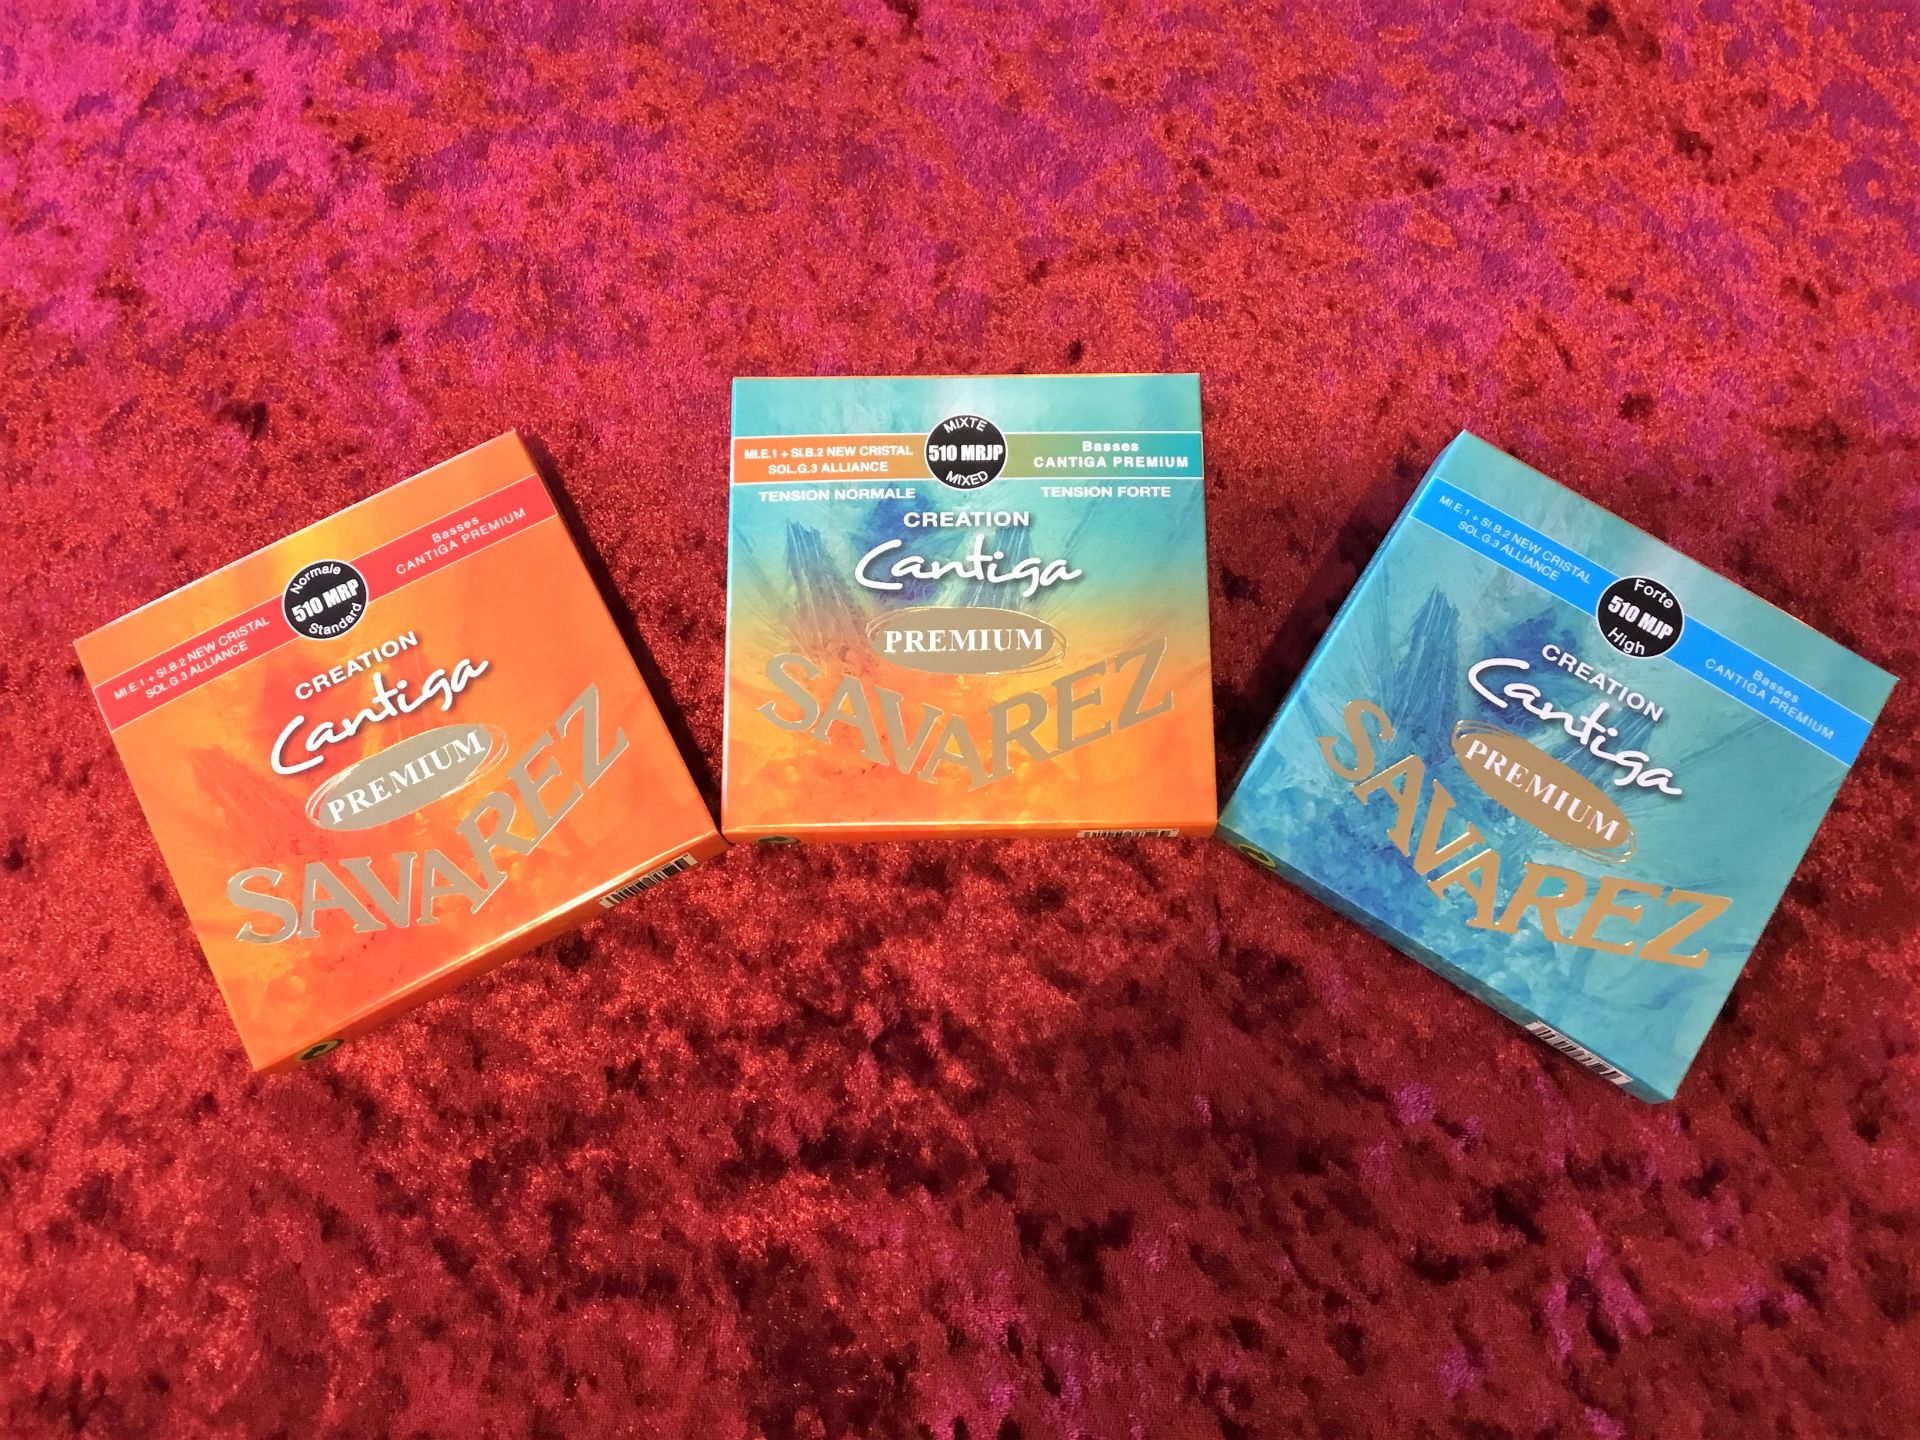 MI.E.1 + SI.B.2 NEW CRISTAL
SOL.G.3 ALLIANCE
Normale
510 MRP
Standard
Basses
CANTIGA PREMIUM
CREATION
Cantiga
PREMIUM
SAVAREZ
MI.E.1 + SI.B.2 NEW CRISTAL
SOL.G.3 ALLIANCE
MIXTE
510 MRJP
MIXED
Basses
CANTIGA PREMIUM
TENSION NORMALE
TENSION FORTE
CREATION
Cantiga
PREMIUM
SAVAREZ
MI.E.1 + SI.B.2 NEW CRISTAL
SOL.G.3 ALLIANCE
Forte
510 MJP
High
Basses
CANTIGA PREMIUM
CREATION
Cantiga
PREMIUM
SAVAREZ